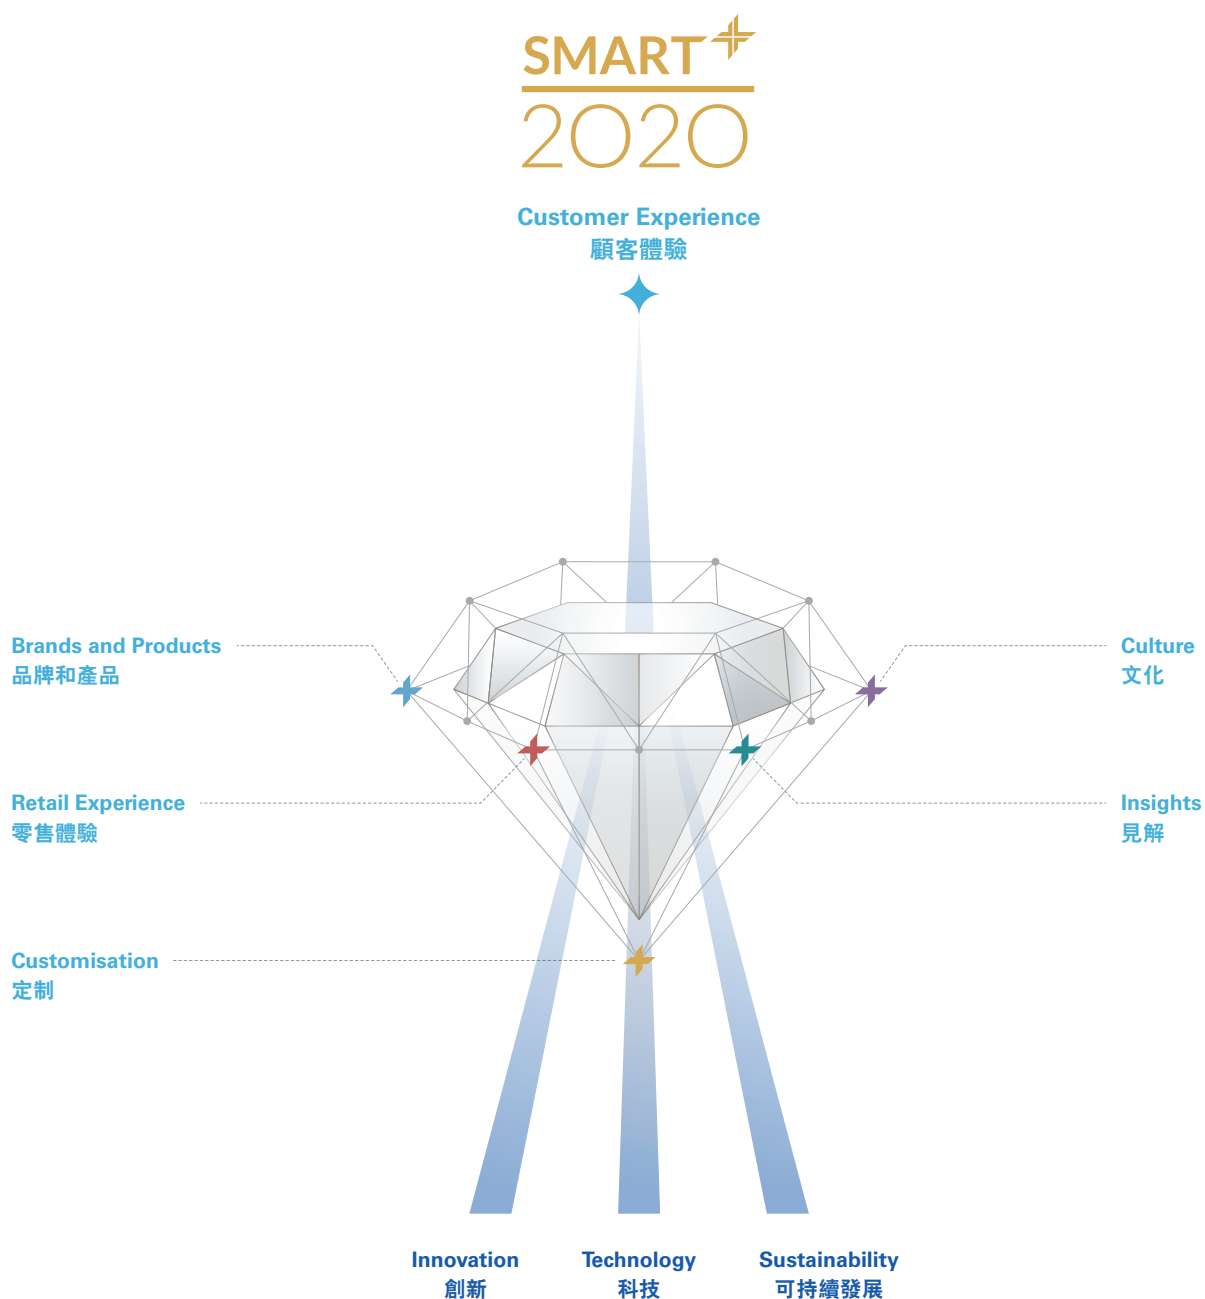 SMART
2020
Customer Experience
顧客體驗
Brands and Products
品牌和產品
Culture
文化
Retail Experience
零售體驗
Insights
見解
Customisation
定制
Innovation
創新
Technology
科技
Sustainability
可持續發展